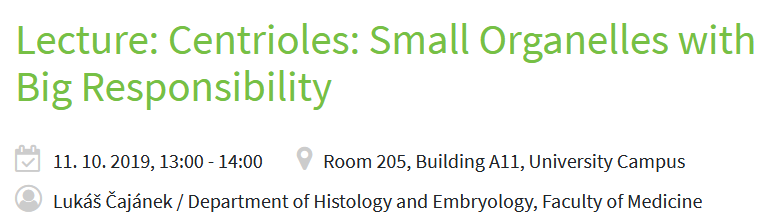 Lecture: Centrioles: Small Organelles with
Big Responsibility
11. 10. 2019, 13:00 - 14:00 Room 205, Building A11, University Campus
Lukáš Čajánek / Department of Histology and Embryology, Faculty of Medicine